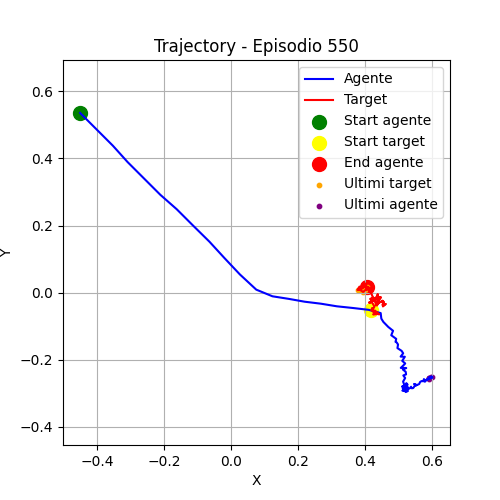 Trajectory - Episodio 550
Agente
Target
Start agente
Start target
End agente
Ultimi target
Ultimi agente
0.6
0.4
0.2
0.0
−0.2
−0.4
Y
−0.4
−0.2
0.0
0.2
0.4
0.6
X